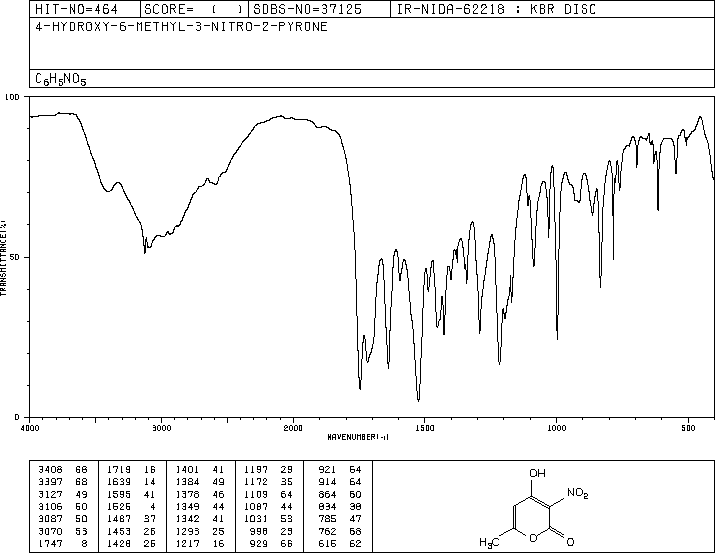 HIT-NO=464 SCORE= ( ) SDBS-NO=37125 IR-NIDA-62218 : KBR DISC
4-HYDROXY-6-METHYL-3-NITRO-2-PYRONE
C6H5NO5
100
50
0
TRANSMITTANCE(%)
4000 3000 2000 1500 1000 500
WAVENUMBER(-1)
3408 68 1719 16 1401 41 1197 29 921 64
3397 68 1639 14 1384 49 1172 35 914 64
3127 49 1595 41 1378 46 1109 64 864 60
3106 50 1526 4 1349 44 1087 44 834 38
3087 50 1487 37 1342 41 1031 53 785 47
3070 53 1453 26 1293 25 998 23 762 68
1747 8 1428 25 1217 16 929 66 616 62
OH
NO2
H3C
O
O